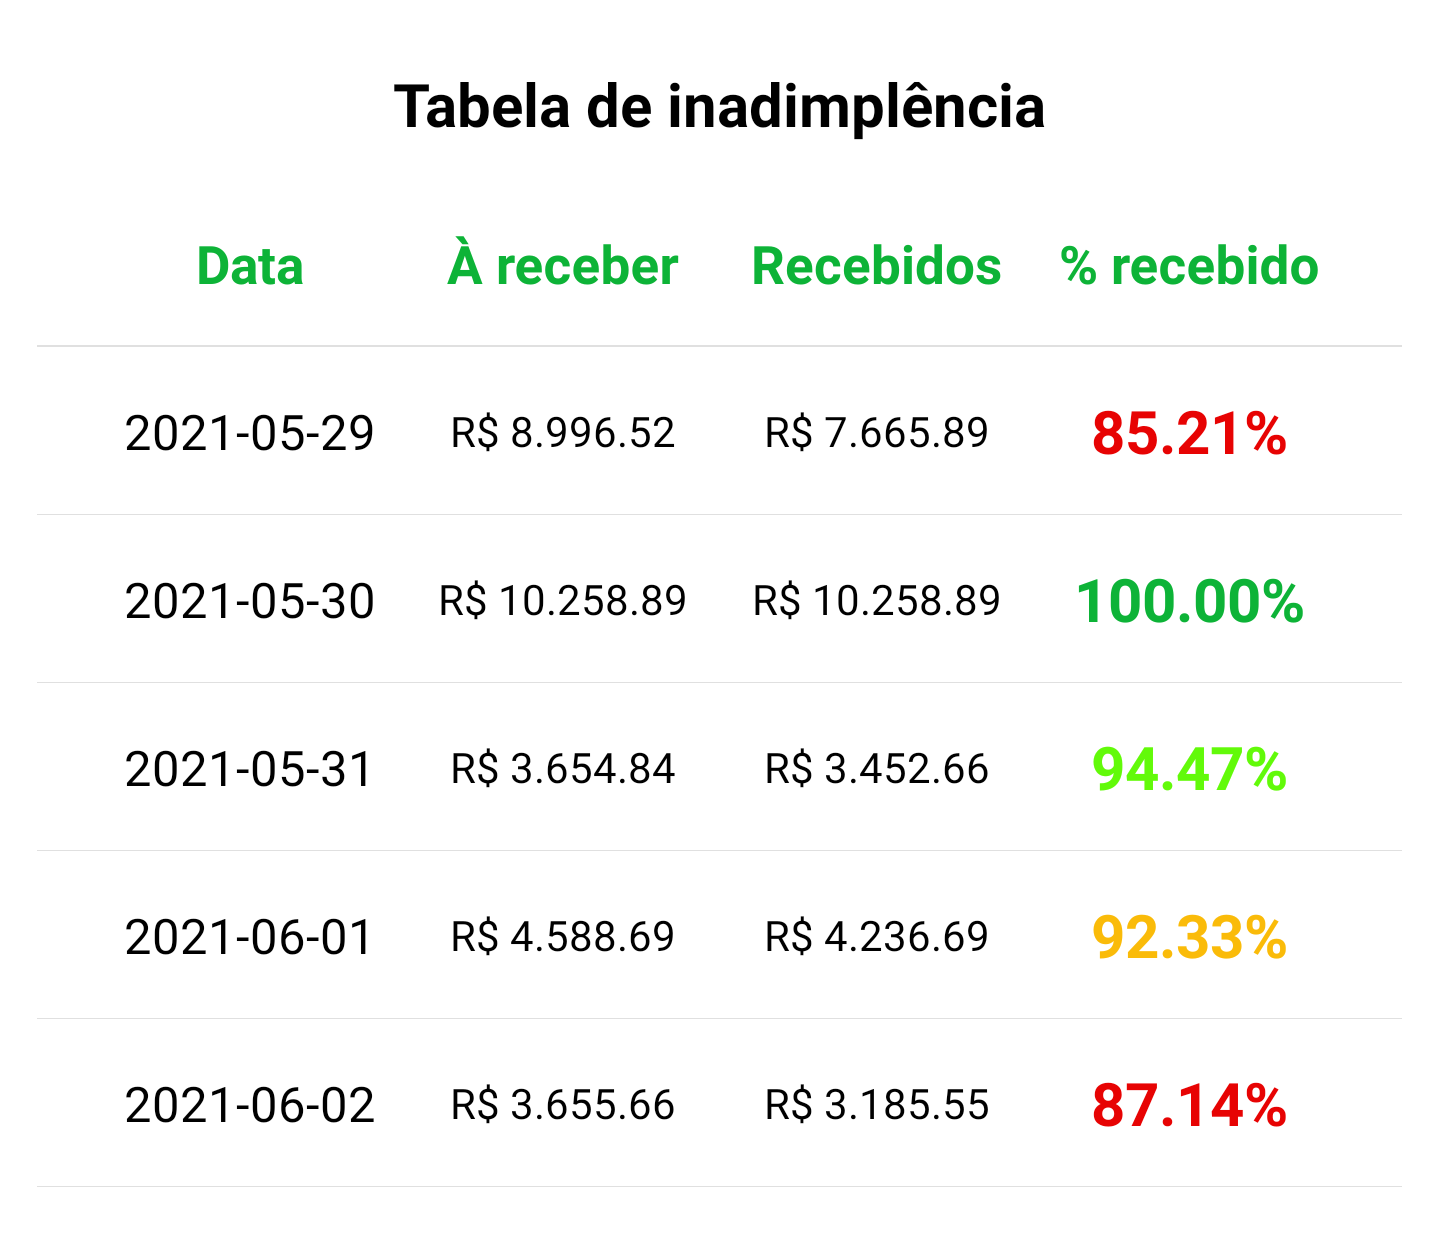 Tabela de inadimplência
Data À receber Recebidos % recebido
2021-05-29 R$ 8.996.52 R$ 7.665.89 85.21%
2021-05-30 R$ 10.258.89 R$ 10.258.89 100.00%
2021-05-31 R$ 3.654.84 R$ 3.452.66 94.47%
2021-06-01 R$ 4.588.69 R$ 4.236.69 92.33%
2021-06-02 R$ 3.655.66 R$ 3.185.55 87.14%